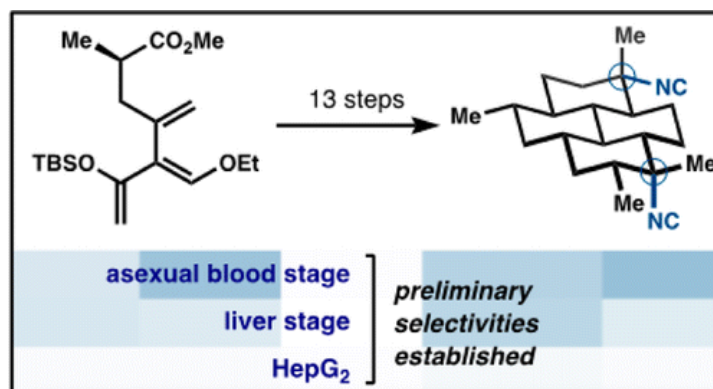 Me
CO₂Me
TBSO
OEt
13 steps
Me
NC
Me
Me
Me
NC
asexual blood stage
liver stage
HepG₂
preliminary
selectivities
established